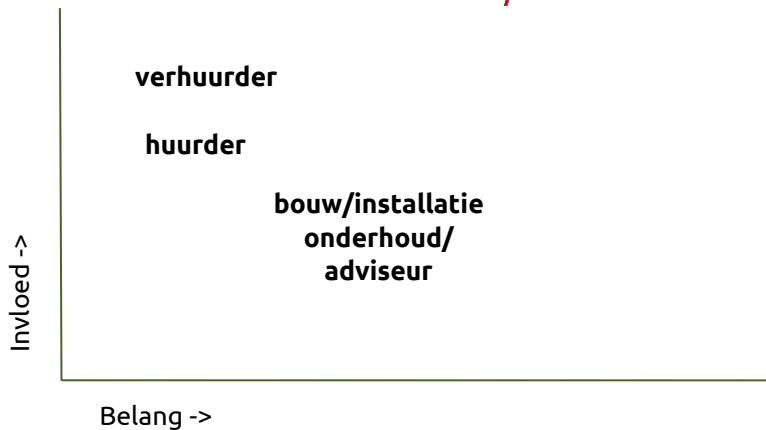 verhuurder
huurder
bouw/installatie
onderhoud/
adviseur
Invloed ->
Belang ->